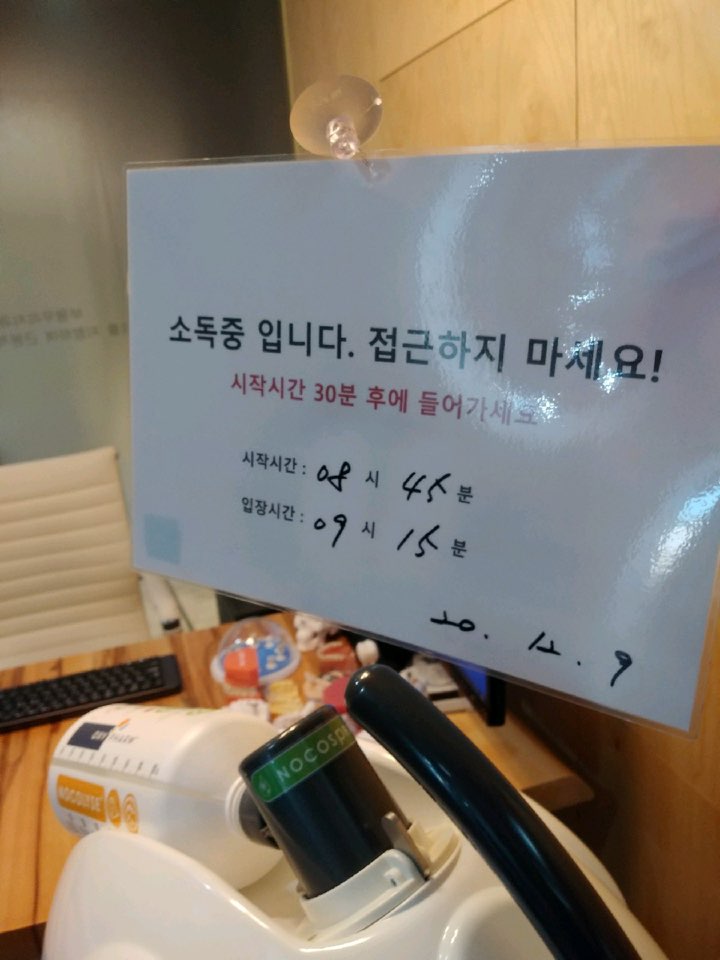 소독중 입니다. 접근하지 마세요!
시작시간 30분 후에 들어가세요
시작시간 : 08 시 45 분
입장시간 : 09 시 15 분
20. 12. 9
NOCOSP
NOCOLYSE